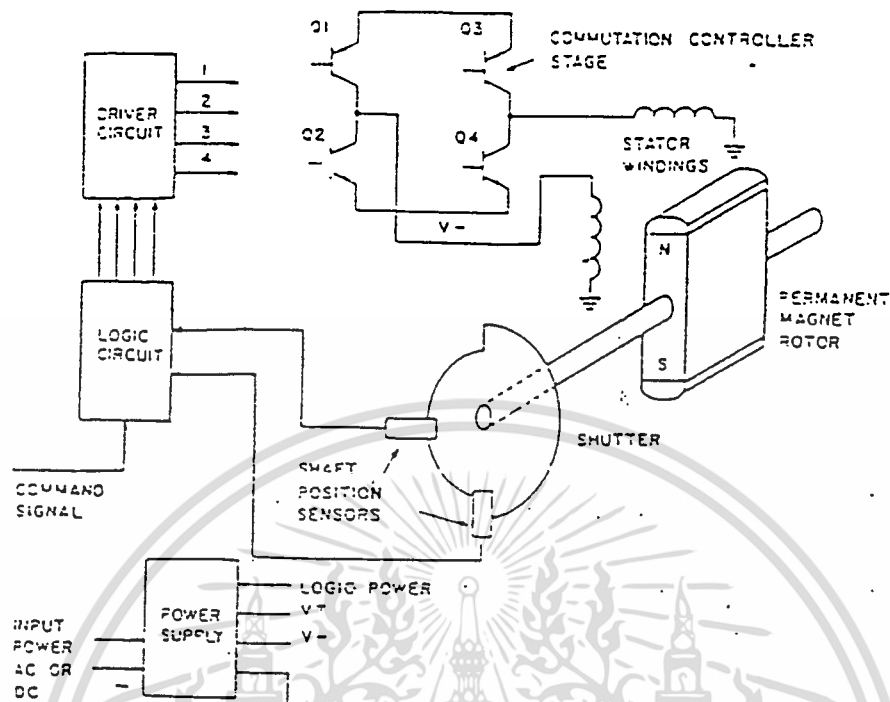 Q1
Q3
COMMUTATION CONTROLLER
STAGE
DRIVER
CIRCUIT
1
2
3
4
Q2
Q4
STATOR
WINDINGS
V-
N
S
PERMANENT
MAGNET
ROTOR
LOGIC
CIRCUIT
SHUTTER
SHAFT
POSITION
SENSORS
COMMAND
SIGNAL
LOGIC POWER
V+
V-
POWER
SUPPLY
INPUT
POWER
AC OR
DC